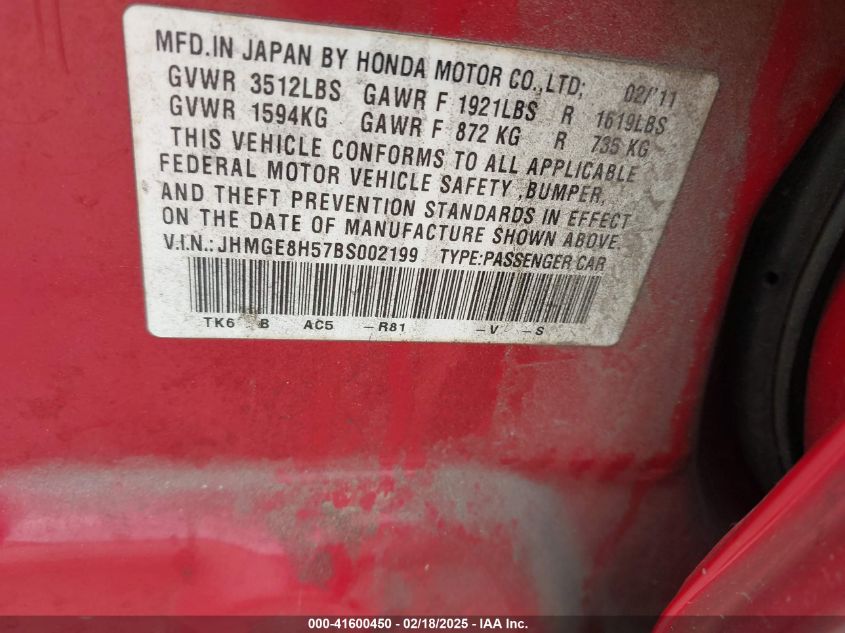 MFD.IN JAPAN BY HONDA MOTOR CO.,LTD; 02/'11
GVWR 3512LBS GAWR F 1921LBS R 1619LBS
GVWR 1594KG GAWR F 872 KG R 735 KG
THIS VEHICLE CONFORMS TO ALL APPLICABLE
FEDERAL MOTOR VEHICLE SAFETY ,BUMPER,
AND THEFT PREVENTION STANDARDS IN EFFECT
ON THE DATE OF MANUFACTURE SHOWN ABOVE.
V.I.N.:JHMGE8H57BS002199 TYPE:PASSENGER CAR
TK6 B AC5 -R81 -V -S
000-41600450 - 02/18/2025 - IAA Inc.